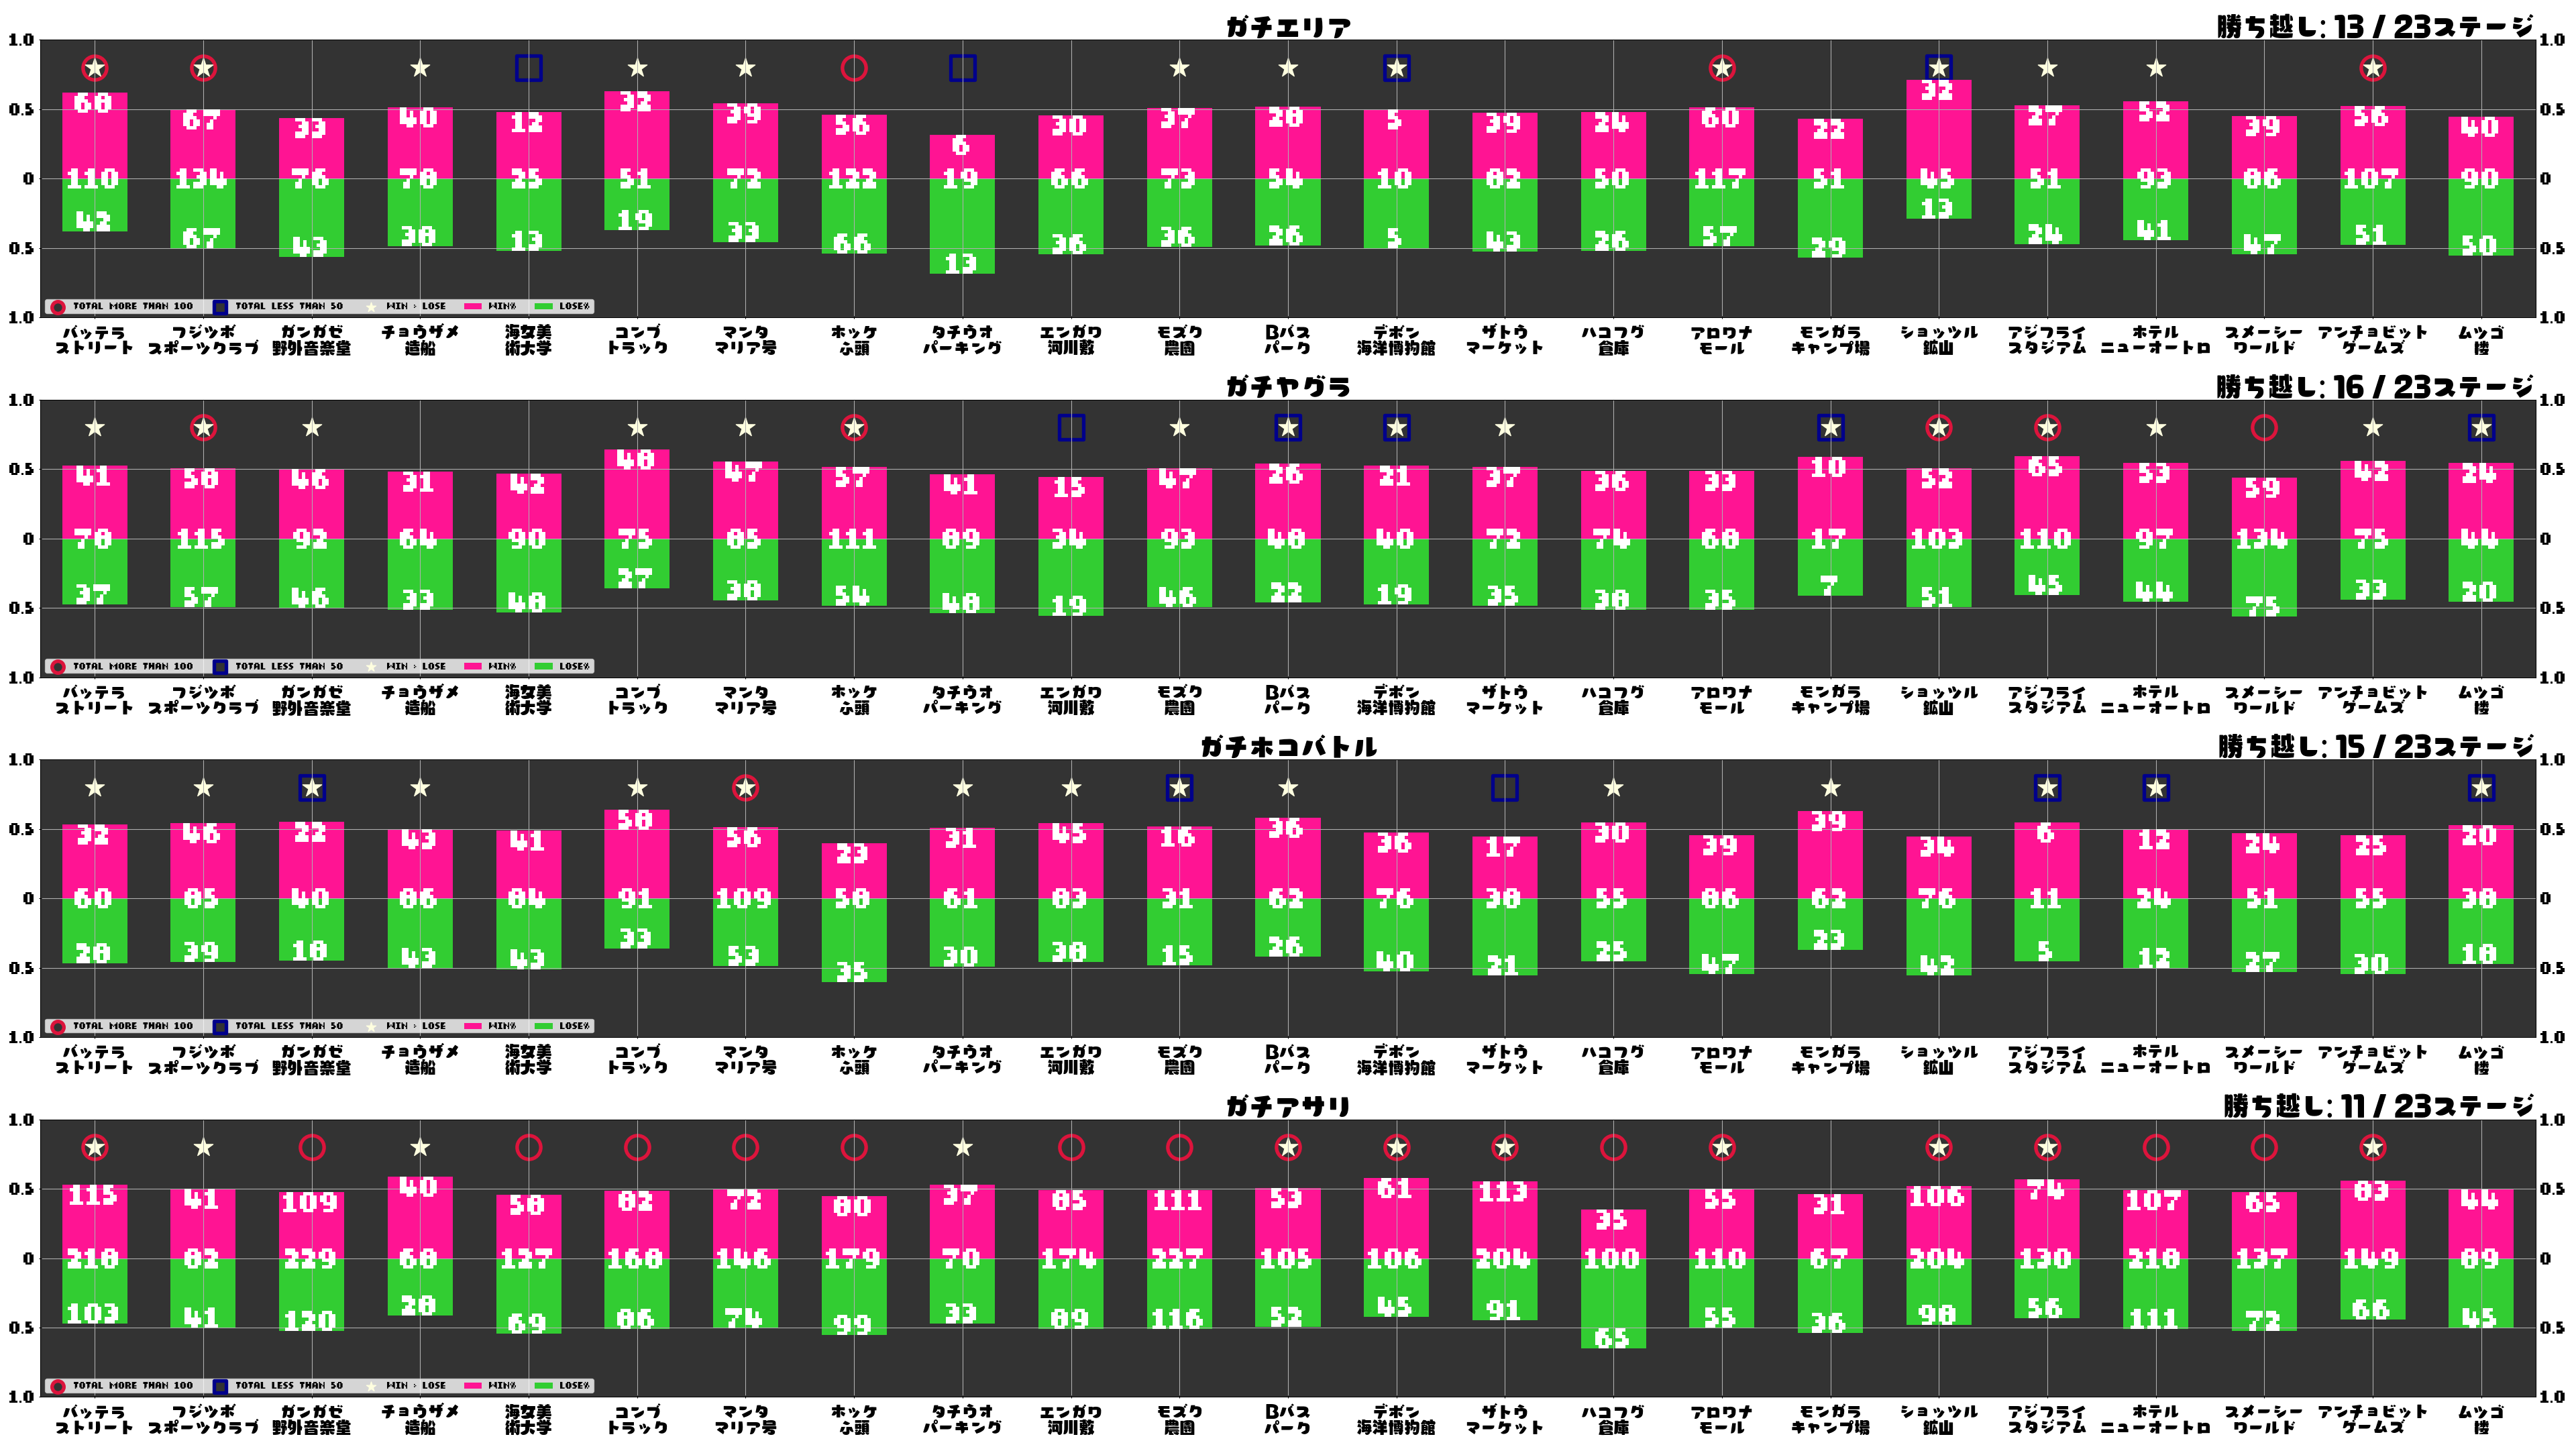 ガチエリア 勝ち越し: 13 / 23ステージ
1.0 1.0
0.5 68 67 33 40 12 32 39 56 6 30 37 28 5 39 24 60 22 32 27 52 39 56 40 0.5
0 110 134 76 78 25 51 72 122 19 66 73 54 10 82 50 117 51 45 51 93 86 107 90 0
0.5 42 67 43 38 13 19 33 66 13 36 36 26 5 43 26 57 29 13 24 41 47 51 50 0.5
TOTAL MORE THAN 100 TOTAL LESS THAN 50 WIN > LOSE WIN% LOSE%
1.0 1.0
バッテラ フジツボ ガンガゼ チョウザメ 海女美 コンブ マンタ ホッケ タチウオ エンガワ モズク Bバス デボン ザトウ ハコフグ アロワナ モンガラ ショッツル アジフライ ホテル スメーシー アンチョビット ムツゴ
ストリート スポーツクラブ 野外音楽堂 造船 術大学 トラック マリア号 ふ頭 パーキング 河川敷 農園 パーク 海洋博物館 マーケット 倉庫 モール キャンプ場 鉱山 スタジアム ニューオートロ ワールド ゲームズ 楼
ガチヤグラ 勝ち越し: 16 / 23ステージ
1.0 1.0
0.5 41 58 46 31 42 48 47 57 41 15 47 26 21 37 36 33 10 52 65 53 59 42 24 0.5
0 78 115 92 64 90 75 85 111 89 34 93 48 40 72 74 68 17 103 110 97 134 75 44 0
0.5 37 57 46 33 48 27 38 54 48 19 46 22 19 35 38 35 7 51 45 44 75 33 20 0.5
TOTAL MORE THAN 100 TOTAL LESS THAN 50 WIN > LOSE WIN% LOSE%
1.0 1.0
バッテラ フジツボ ガンガゼ チョウザメ 海女美 コンブ マンタ ホッケ タチウオ エンガワ モズク Bバス デボン ザトウ ハコフグ アロワナ モンガラ ショッツル アジフライ ホテル スメーシー アンチョビット ムツゴ
ストリート スポーツクラブ 野外音楽堂 造船 術大学 トラック マリア号 ふ頭 パーキング 河川敷 農園 パーク 海洋博物館 マーケット 倉庫 モール キャンプ場 鉱山 スタジアム ニューオートロ ワールド ゲームズ 楼
ガチホコバトル 勝ち越し: 15 / 23ステージ
1.0 1.0
0.5 32 46 22 43 41 58 56 23 31 45 16 36 36 17 30 39 39 34 6 12 24 25 20 0.5
0 60 85 40 86 84 91 109 58 61 83 31 62 76 38 55 86 62 76 11 24 51 55 38 0
0.5 28 39 18 43 43 33 53 35 30 38 15 26 40 21 25 47 23 42 5 12 27 30 18 0.5
TOTAL MORE THAN 100 TOTAL LESS THAN 50 WIN > LOSE WIN% LOSE%
1.0 1.0
バッテラ フジツボ ガンガゼ チョウザメ 海女美 コンブ マンタ ホッケ タチウオ エンガワ モズク Bバス デボン ザトウ ハコフグ アロワナ モンガラ ショッツル アジフライ ホテル スメーシー アンチョビット ムツゴ
ストリート スポーツクラブ 野外音楽堂 造船 術大学 トラック マリア号 ふ頭 パーキング 河川敷 農園 パーク 海洋博物館 マーケット 倉庫 モール キャンプ場 鉱山 スタジアム ニューオートロ ワールド ゲームズ 楼
ガチアサリ 勝ち越し: 11 / 23ステージ
1.0 1.0
0.5 115 41 109 40 58 82 72 80 37 85 111 53 61 113 35 55 31 106 74 107 65 83 44 0.5
0 218 82 229 68 127 168 146 179 70 174 227 105 106 204 100 110 67 204 130 218 137 149 89 0
0.5 103 41 120 28 69 86 74 99 33 89 116 52 45 91 65 55 36 98 56 111 72 66 45 0.5
TOTAL MORE THAN 100 TOTAL LESS THAN 50 WIN > LOSE WIN% LOSE%
1.0 1.0
バッテラ フジツボ ガンガゼ チョウザメ 海女美 コンブ マンタ ホッケ タチウオ エンガワ モズク Bバス デボン ザトウ ハコフグ アロワナ モンガラ ショッツル アジフライ ホテル スメーシー アンチョビット ムツゴ
ストリート スポーツクラブ 野外音楽堂 造船 術大学 トラック マリア号 ふ頭 パーキング 河川敷 農園 パーク 海洋博物館 マーケット 倉庫 モール キャンプ場 鉱山 スタジアム ニューオートロ ワールド ゲームズ 楼